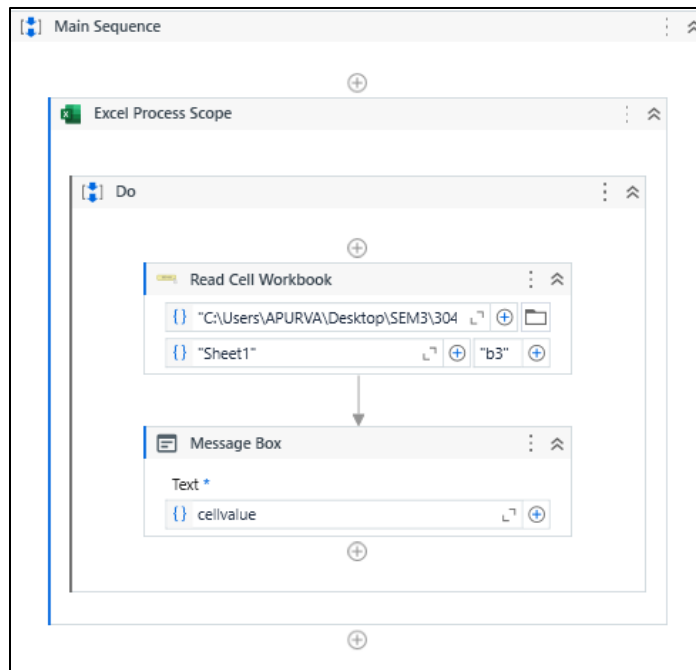 Main Sequence
Excel Process Scope
Do
Read Cell Workbook
"C:\Users\APURVA\Desktop\SEM3\304
"Sheet1" "b3"
Message Box
Text *
cellvalue